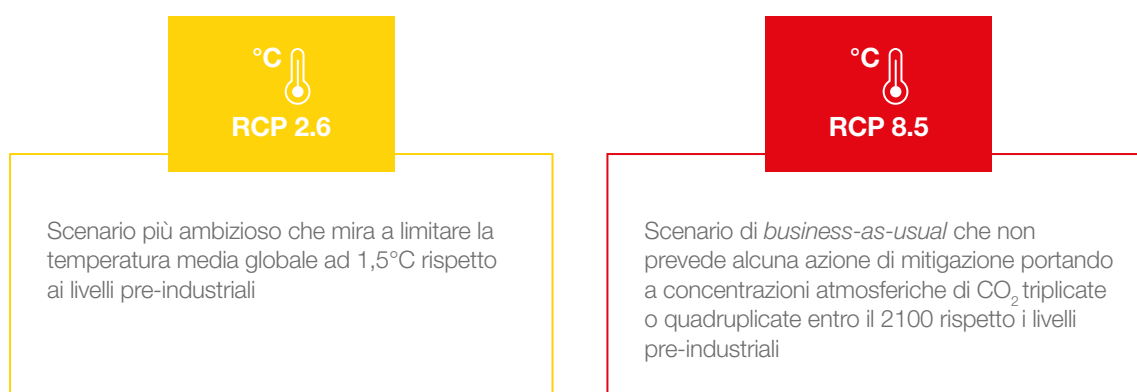 °C
RCP 2.6
Scenario più ambizioso che mira a limitare la
temperatura media globale ad 1,5°C rispetto
ai livelli pre-industriali
°C
RCP 8.5
Scenario di business-as-usual che non
prevede alcuna azione di mitigazione portando
a concentrazioni atmosferiche di CO₂ triplicate
o quadruplicate entro il 2100 rispetto i livelli
pre-industriali